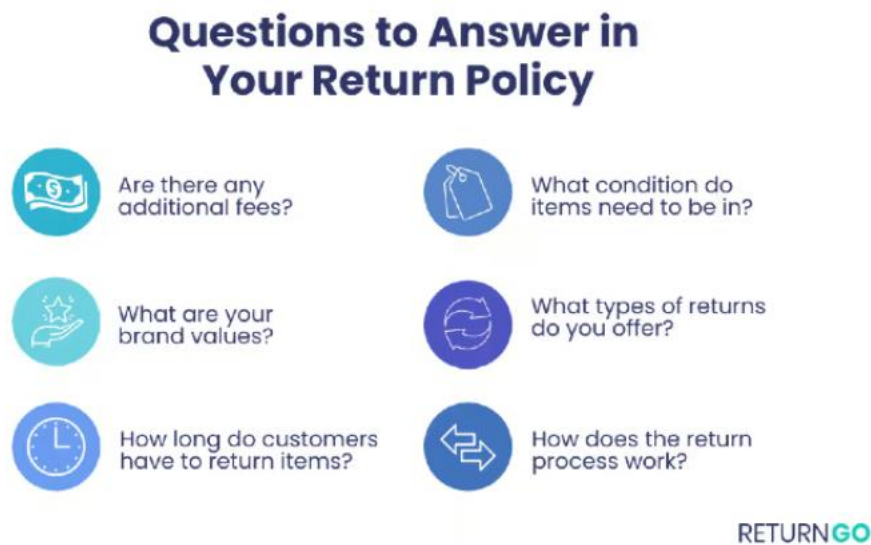 Questions to Answer in
Your Return Policy
Are there any
additional fees?
What condition do
items need to be in?
What are your
brand values?
What types of returns
do you offer?
How long do customers
have to return items?
How does the return
process work?
RETURNGO